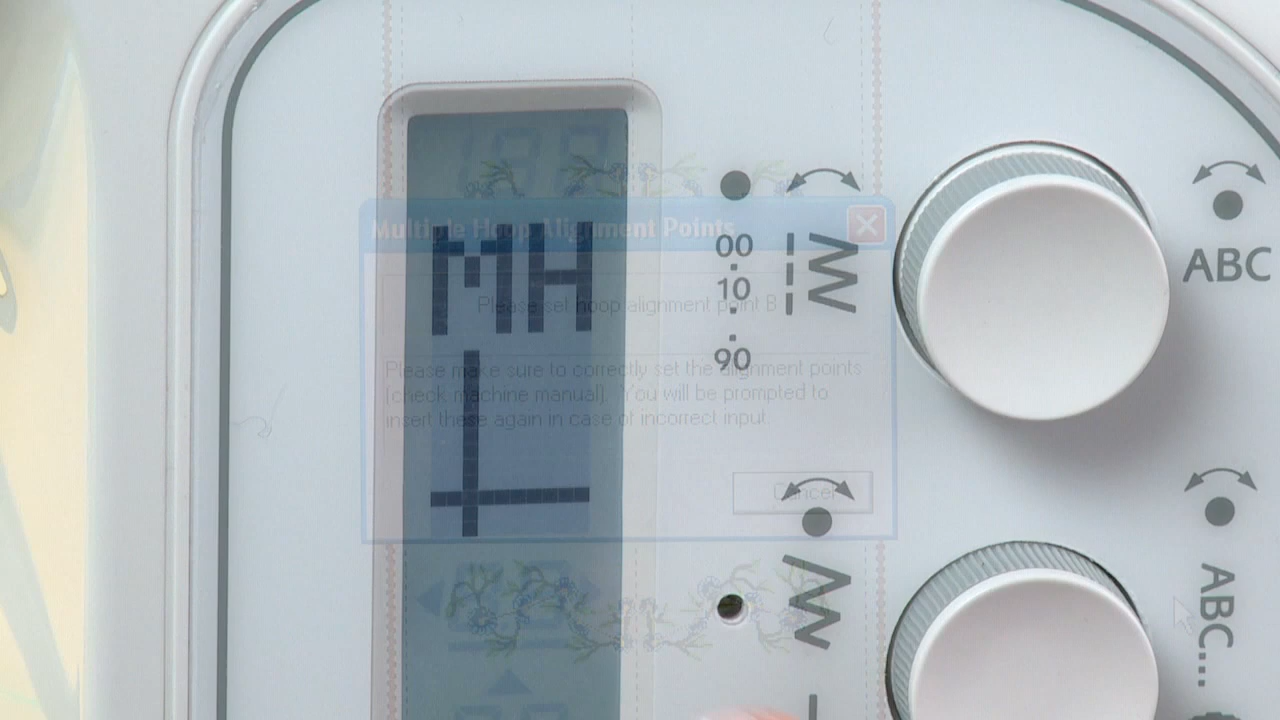 MH
Multiple Hoop Alignment Points
Please set hoop alignment point B
Please make sure to correctly set the alignment points
(check machine manual). You will be prompted to
insert these again in case of incorrect input
Cancel
00
.
10
.
.
90
ABC
ABC...